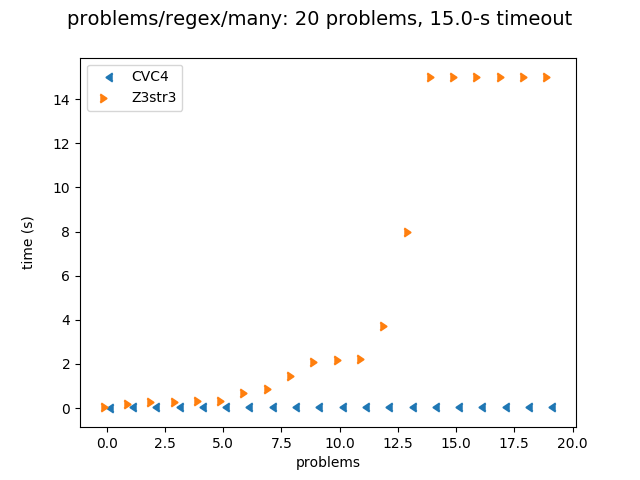 problems/regex/many: 20 problems, 15.0-s timeout
CVC4
Z3str3
time (s)
14
12
10
8
6
4
2
0
0.0 2.5 5.0 7.5 10.0 12.5 15.0 17.5 20.0
problems